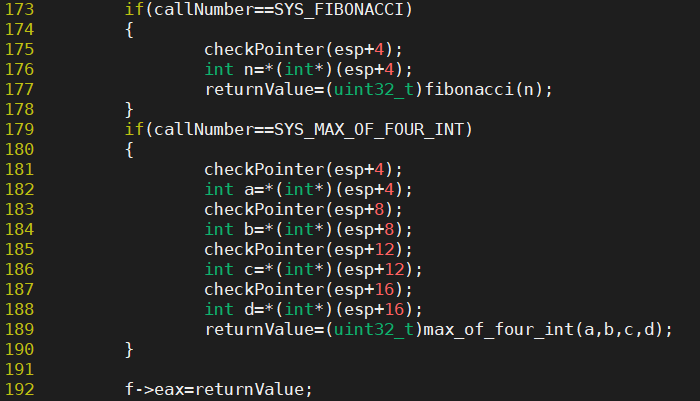 173         if(callNumber==SYS_FIBONACCI)
174         {
175                 checkPointer(esp+4);
176                 int n=*(int*)(esp+4);
177                 returnValue=(uint32_t)fibonacci(n);
178         }
179         if(callNumber==SYS_MAX_OF_FOUR_INT)
180         {
181                 checkPointer(esp+4);
182                 int a=*(int*)(esp+4);
183                 checkPointer(esp+8);
184                 int b=*(int*)(esp+8);
185                 checkPointer(esp+12);
186                 int c=*(int*)(esp+12);
187                 checkPointer(esp+16);
188                 int d=*(int*)(esp+16);
189                 returnValue=(uint32_t)max_of_four_int(a,b,c,d);
190         }
191
192         f->eax=returnValue;